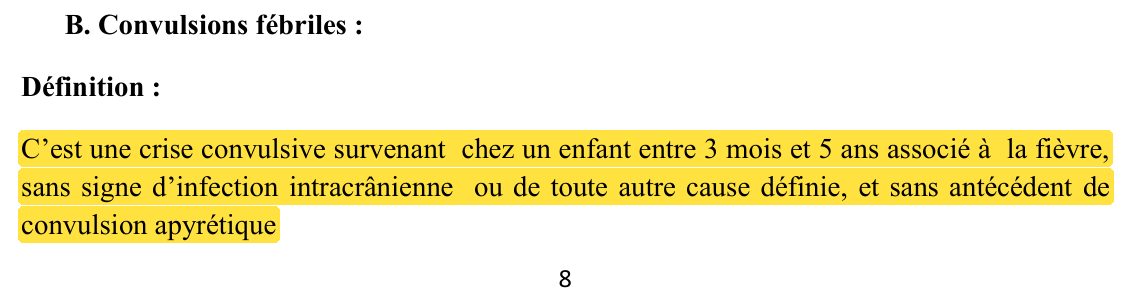 B. Convulsions fébriles :
Définition :
C’est une crise convulsive survenant  chez un enfant entre 3 mois et 5 ans associé à  la fièvre,
sans signe d’infection intracrânienne  ou de toute autre cause définie, et sans antécédent de
convulsion apyrétique
8